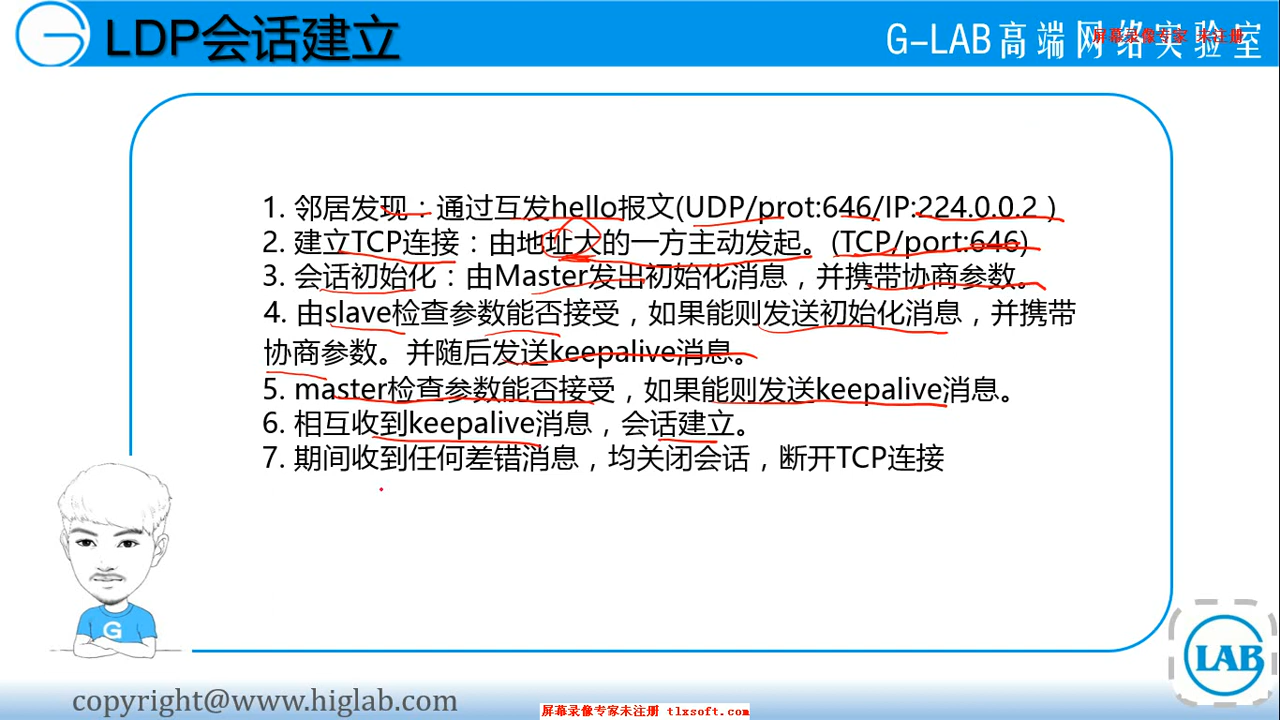 LDP会话建立
G-LAB高端网络实验室
屏幕录像专家 未注册
1. 邻居发现：通过互发hello报文(UDP/prot:646/IP:224.0.0.2 )
2. 建立TCP连接：由地址大的一方主动发起。(TCP/port:646)
3. 会话初始化：由Master发出初始化消息，并携带协商参数。
4. 由slave检查参数能否接受，如果能则发送初始化消息，并携带
协商参数。并随后发送keepalive消息。
5. master检查参数能否接受，如果能则发送keepalive消息。
6. 相互收到keepalive消息，会话建立。
7. 期间收到任何差错消息，均关闭会话，断开TCP连接
G
LAB
copyright@www.higlab.com
屏幕录像专家未注册 tlxsoft.com